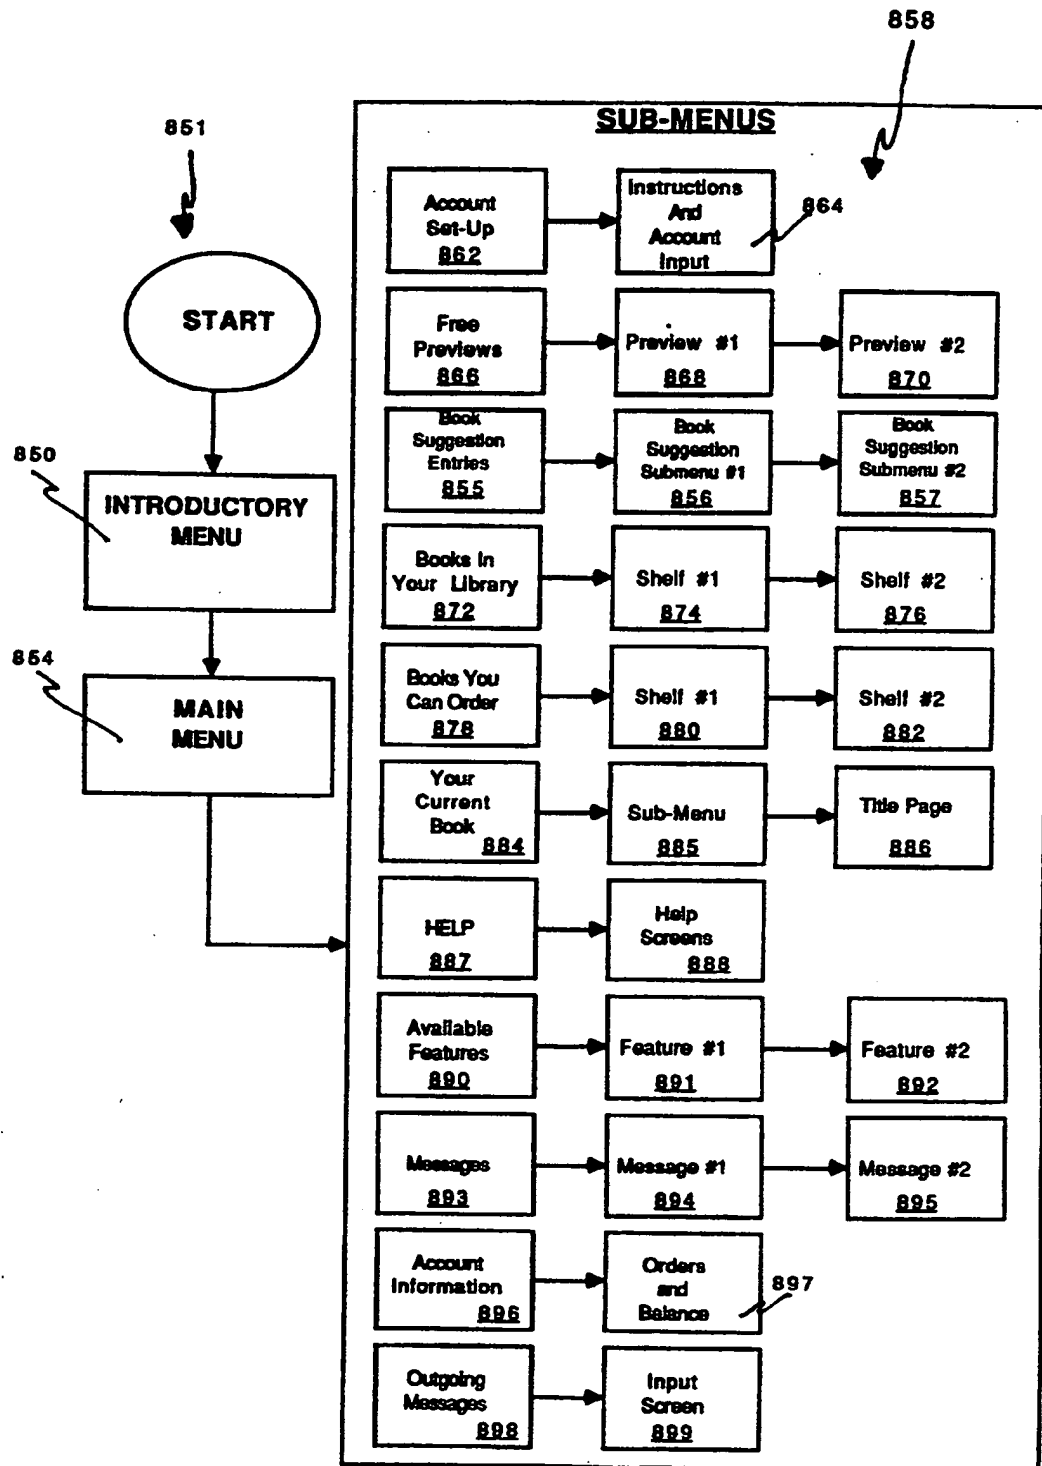 858
SUB-MENUS
851
START
850
INTRODUCTORY
MENU
854
MAIN
MENU
Account
Set-Up
862
Instructions
And
Account
Input
864
Free
Previews
866
Preview #1
868
Preview #2
870
Book
Suggestion
Entries
855
Book
Suggestion
Submenu #1
856
Book
Suggestion
Submenu #2
857
Books In
Your Library
872
Shelf #1
874
Shelf #2
876
Books You
Can Order
878
Shelf #1
880
Shelf #2
882
Your
Current
Book
884
Sub-Menu
885
Title Page
886
HELP
887
Help
Screens
888
Available
Features
890
Feature #1
891
Feature #2
892
Messages
893
Message #1
894
Message #2
895
Account
Information
896
Orders
and
Balance
897
Outgoing
Messages
898
Input
Screen
899